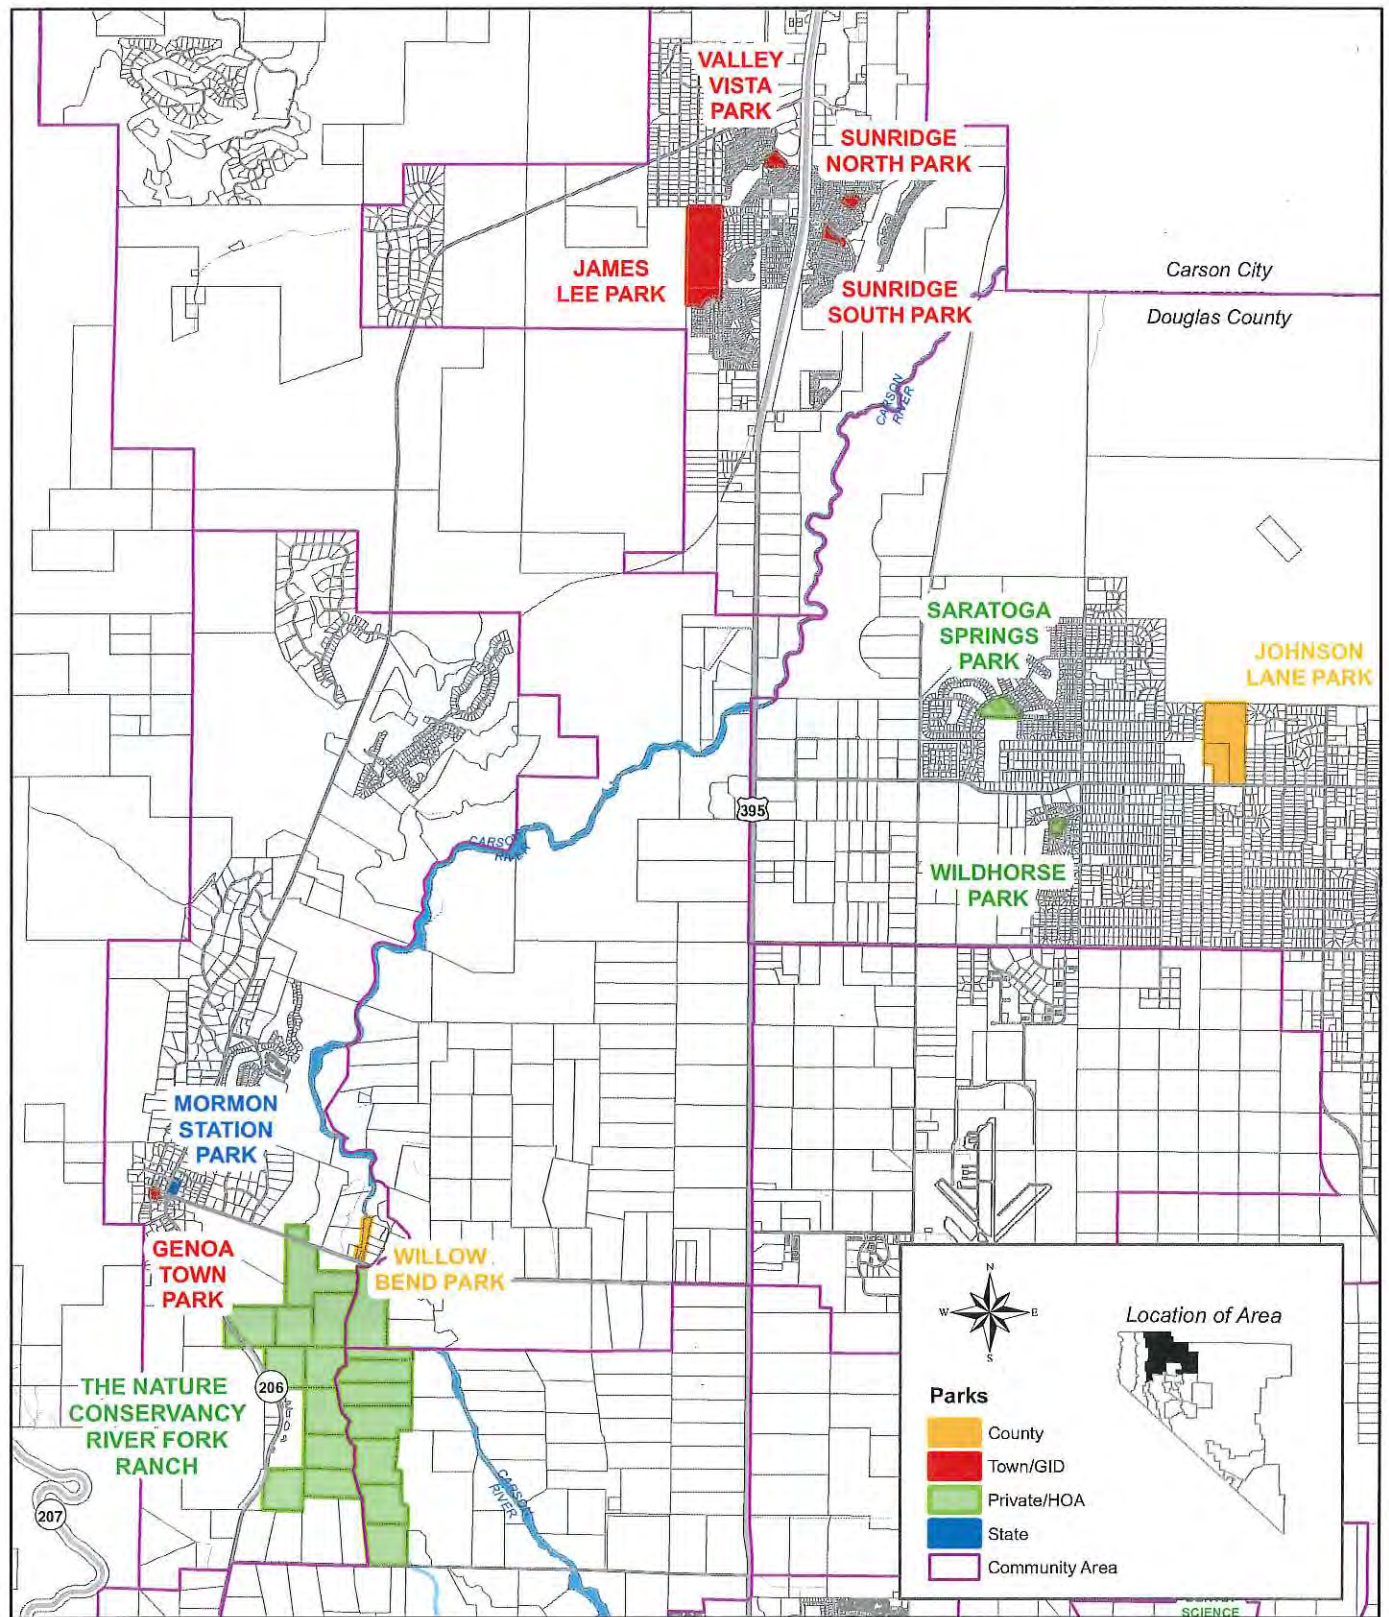 VALLEY
VISTA
PARK
SUNRIDGE
NORTH PARK
JAMES
LEE PARK
SUNRIDGE
SOUTH PARK
Carson City
Douglas County
CARSON
RIVER
SARATOGA
SPRINGS
PARK
JOHNSON
LANE PARK
395
CARSON
RIVER
WILDHORSE
PARK
MORMON
STATION
PARK
GENOA
TOWN
PARK
WILLOW
BEND PARK
THE NATURE
CONSERVANCY
RIVER FORK
RANCH
206
207
CARSON
RIVER
N
W
E
S
Location of Area
Parks
County
Town/GID
Private/HOA
State
Community Area
SCIENCE